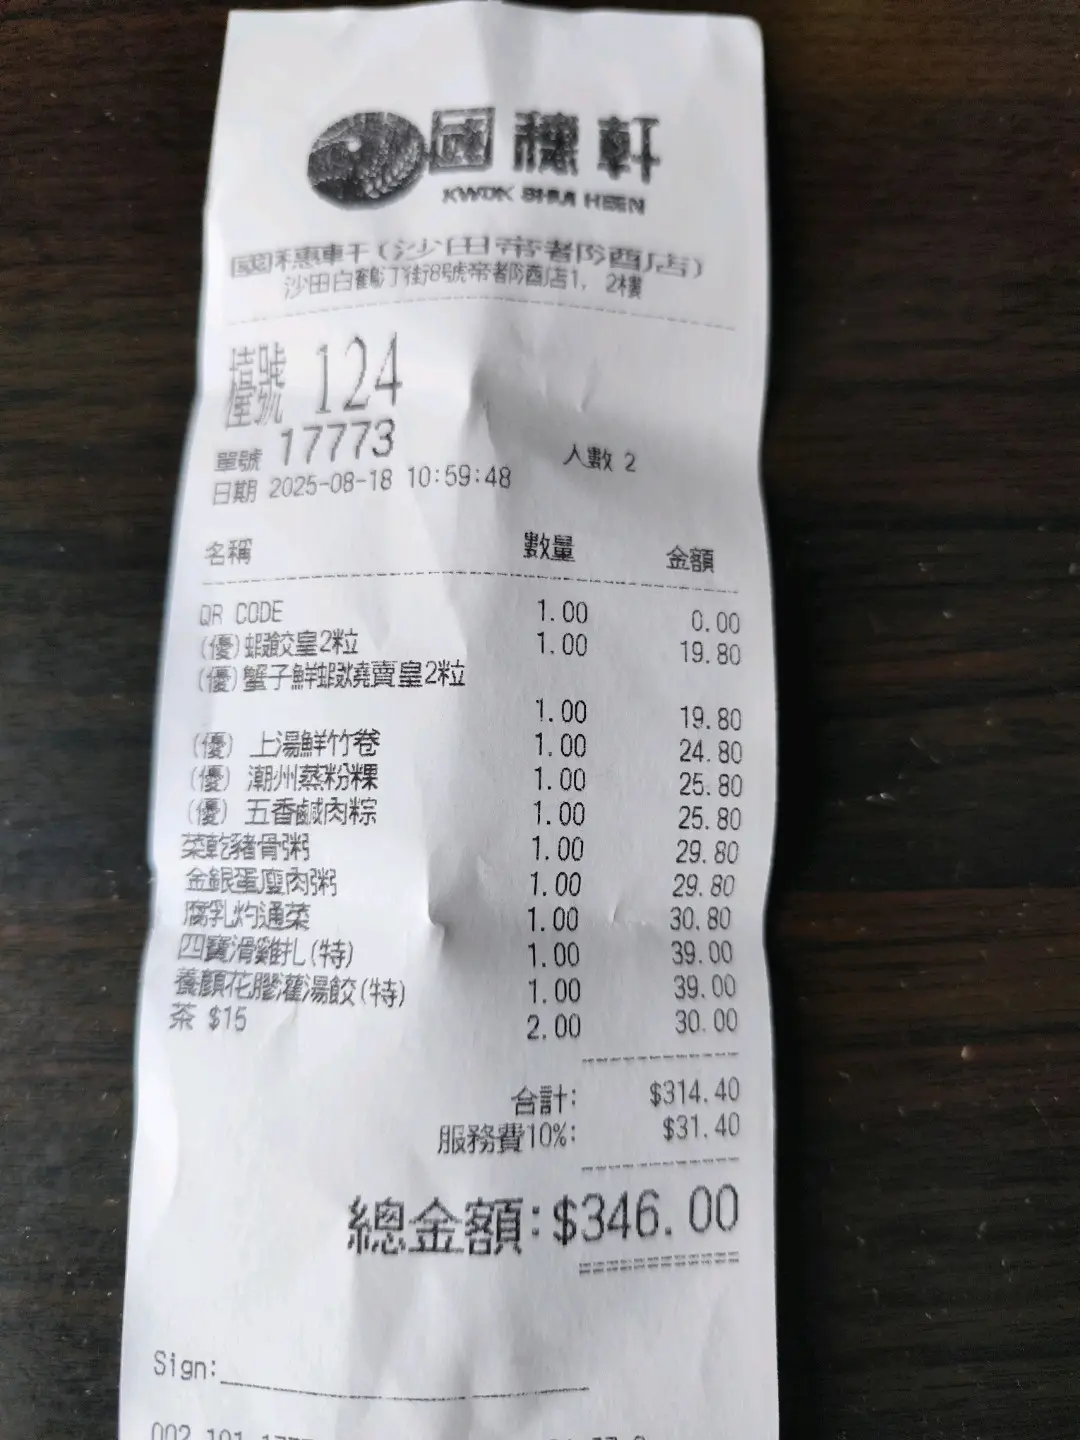 國穗軒
KWOK SHUI HEEN
國穗軒(沙田帝都酒店)
沙田白鶴汀街8號帝都酒店1, 2樓
檯號 124
單號 17773 人數 2
日期 2025-08-18 10:59:48
名稱 數量 金額
QR CODE 1.00 0.00
(優)蝦餃皇2粒 1.00 19.80
(優)蟹子鮮蝦燒賣皇2粒
1.00 19.80
(優) 上湯鮮竹卷 1.00 24.80
(優) 潮州蒸粉粿 1.00 25.80
(優) 五香鹹肉粽 1.00 25.80
菜乾豬骨粥 1.00 29.80
金銀蛋瘦肉粥 1.00 29.80
腐乳灼通菜 1.00 30.80
四寶滑雞扎(特) 1.00 39.00
養顏花膠灌湯餃(特) 1.00 39.00
茶 $15 2.00 30.00
合計: $314.40
服務費10%: $31.40
總金額:$346.00
Sign: